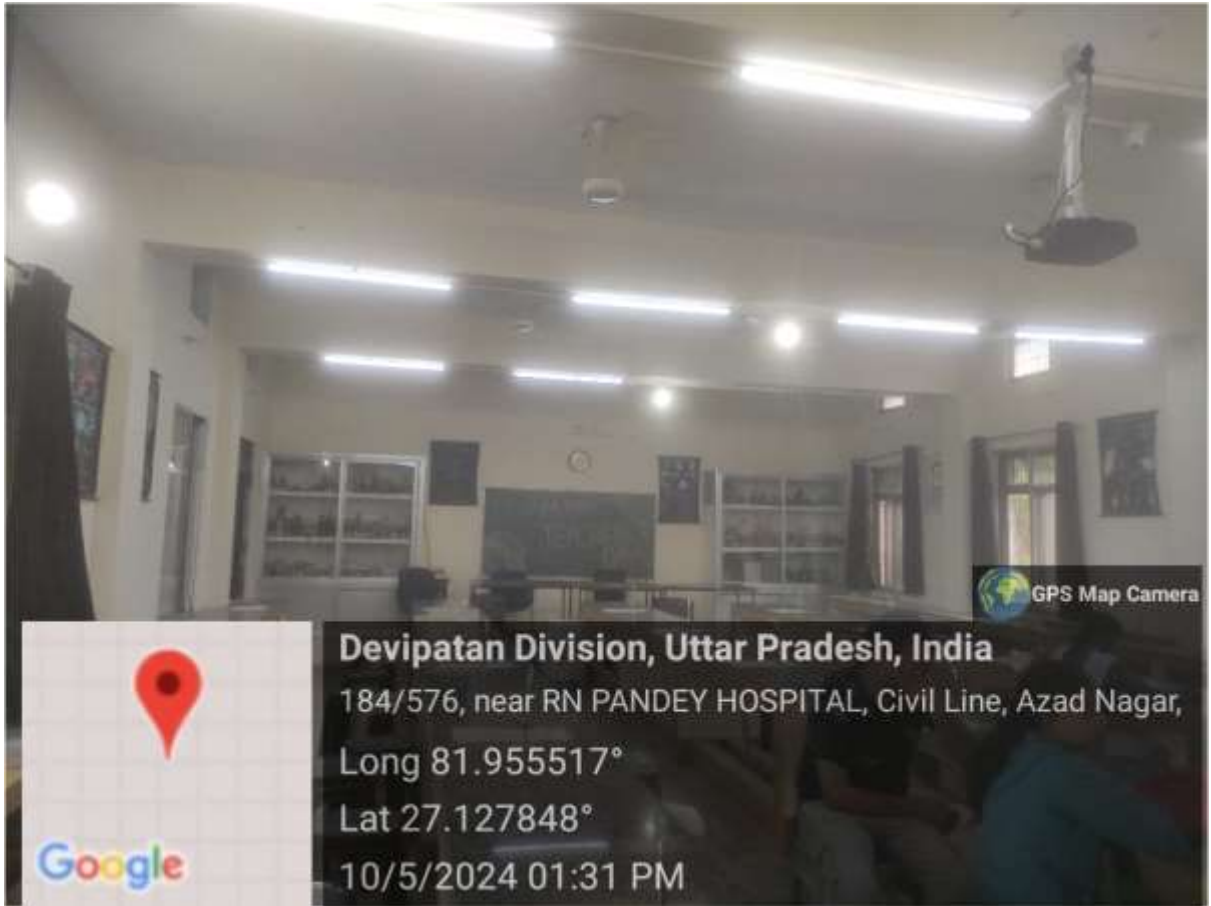 GPS Map Camera
Devipatan Division, Uttar Pradesh, India
184/576, near RN PANDEY HOSPITAL, Civil Line, Azad Nagar,
Long 81.955517°
Lat 27.127848°
10/5/2024 01:31 PM
Google